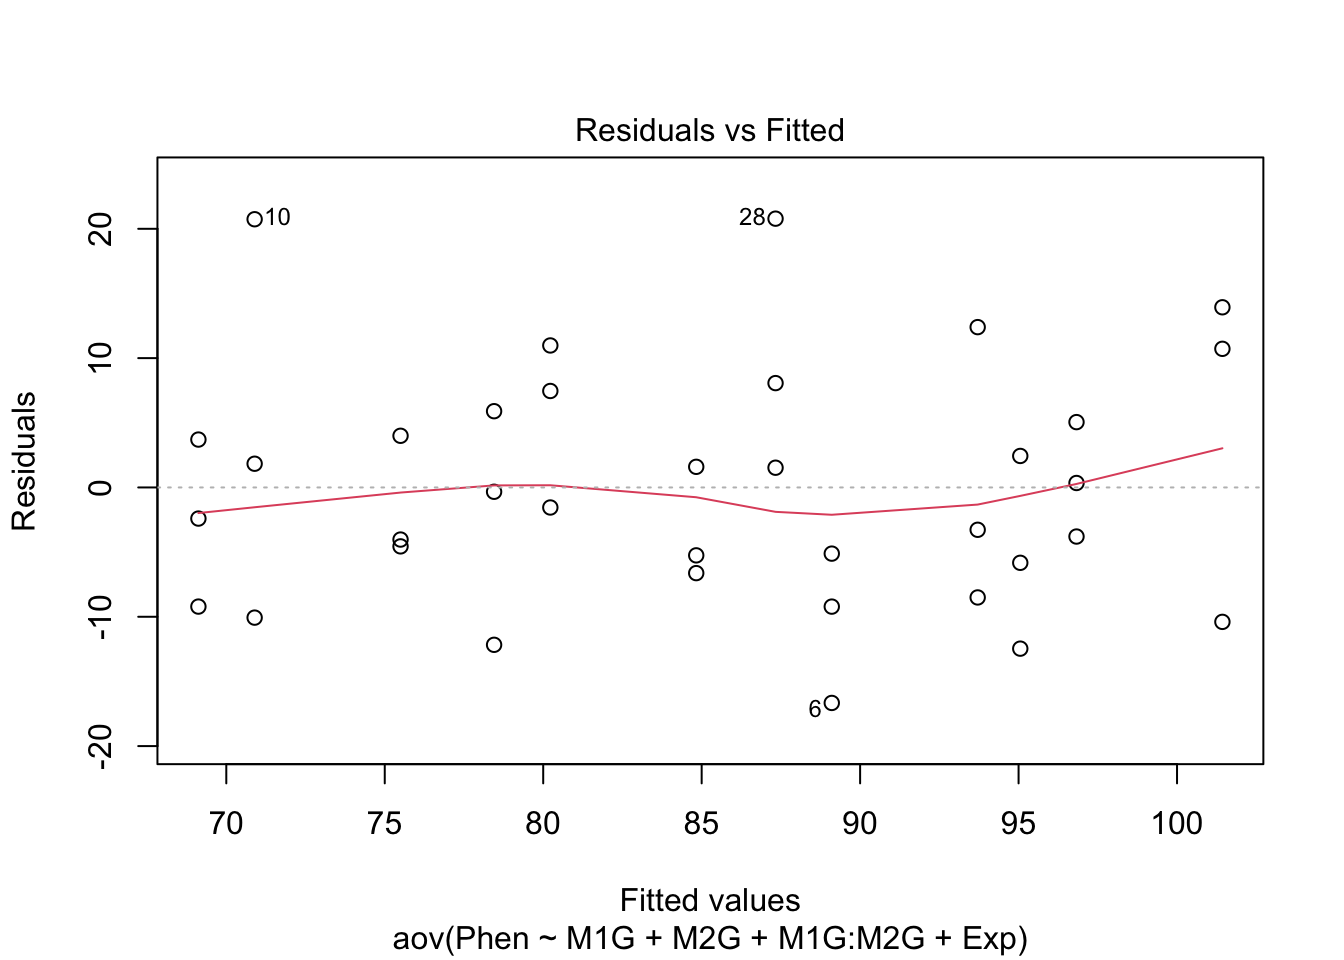 Residuals vs Fitted
Residuals
20
10
0
-10
-20
10
28
6
70 75 80 85 90 95 100
Fitted values
aov(Phen ~ M1G + M2G + M1G:M2G + Exp)